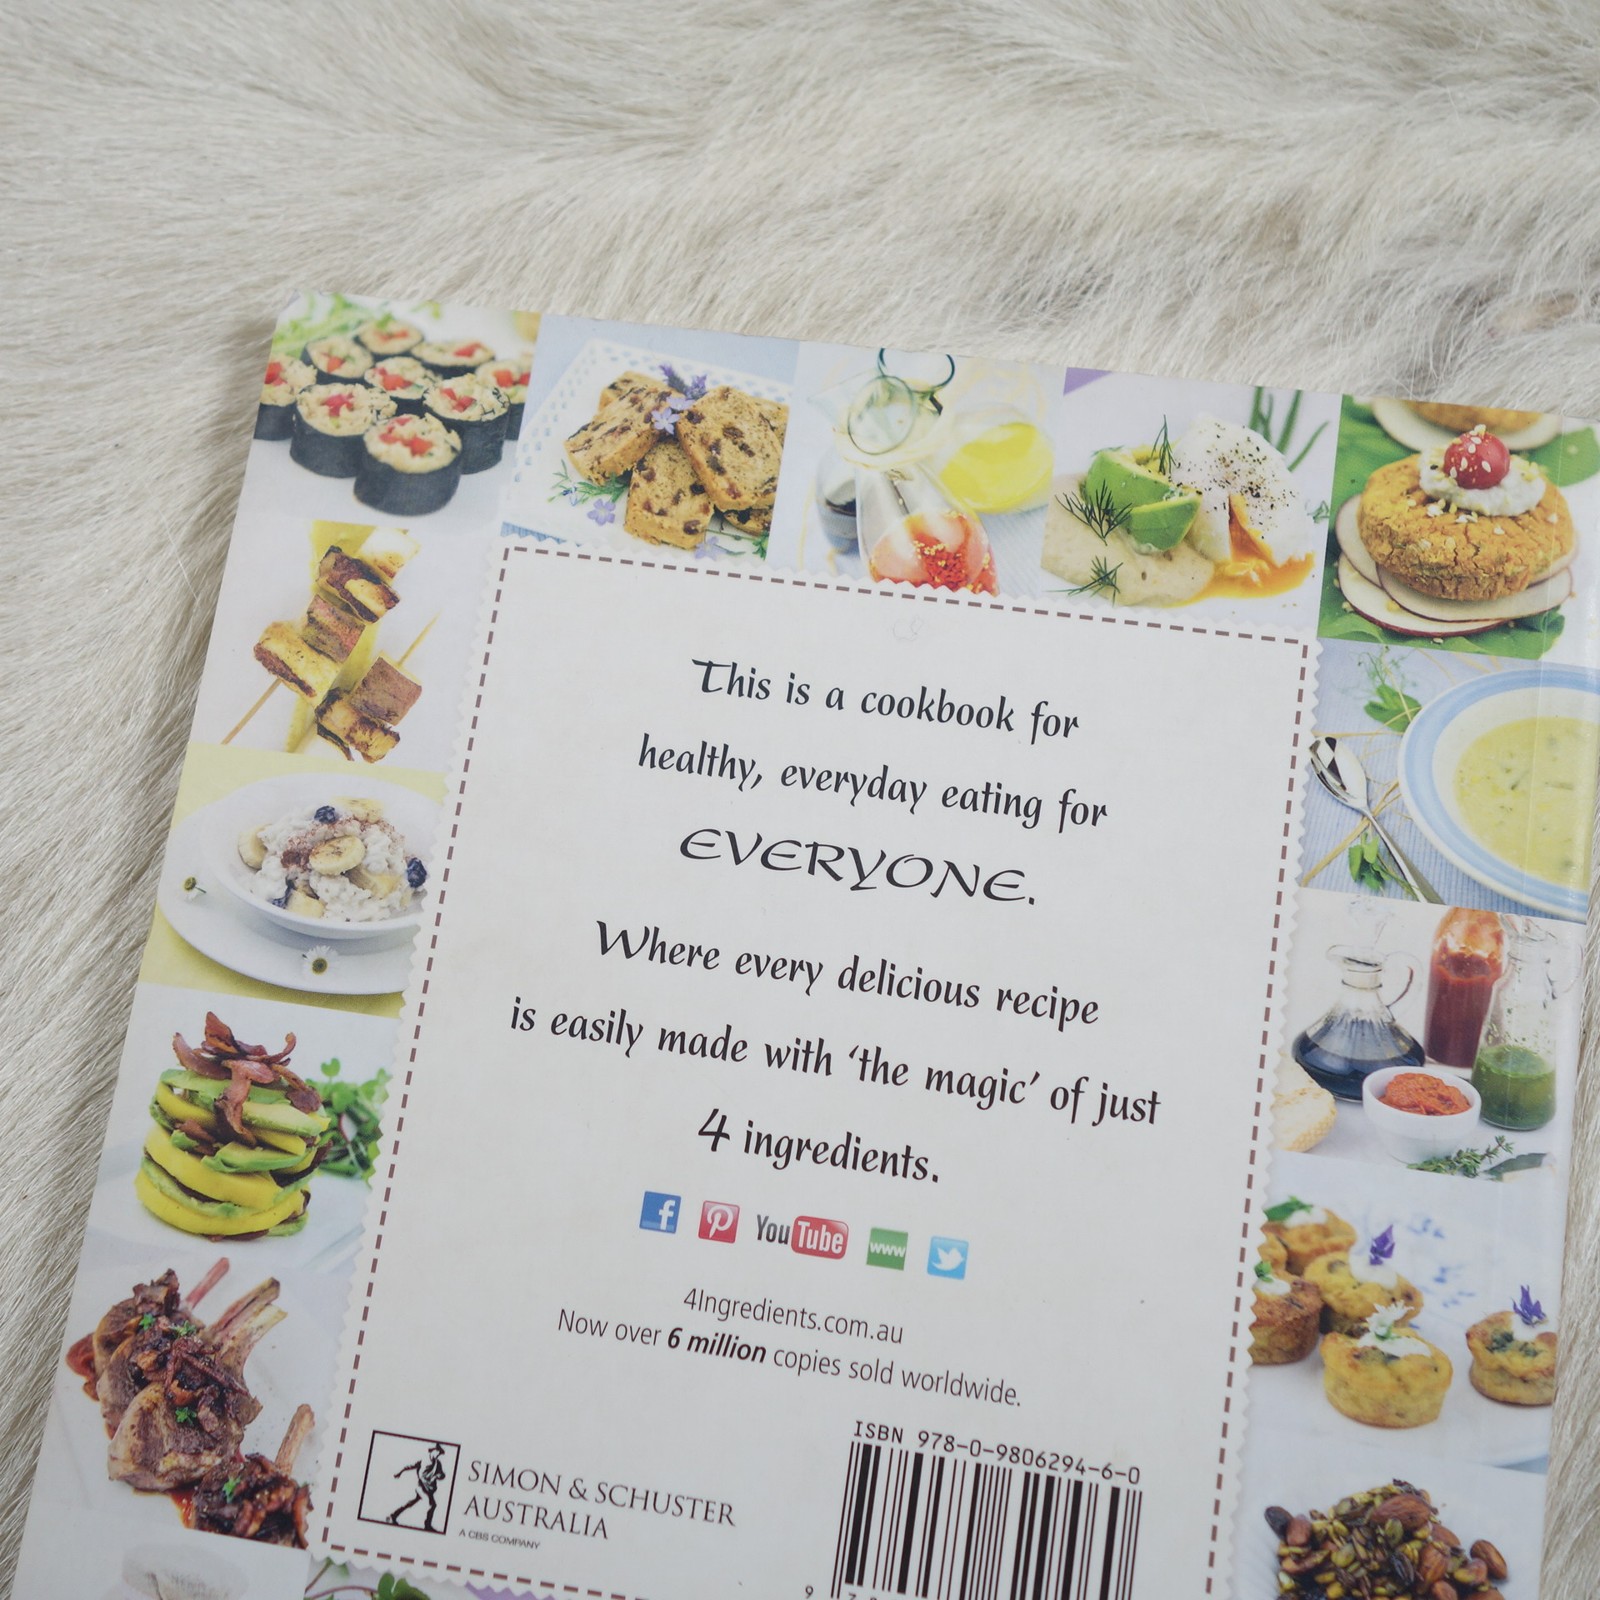 This is a cookbook for
healthy, everyday eating for
EVERYONE.
Where every delicious recipe
is easily made with ‘the magic’ of just
4 ingredients.
f P YouTube www
4Ingredients.com.au
Now over 6 million copies sold worldwide.
ISBN 978-0-9806294-6-0
SIMON & SCHUSTER
AUSTRALIA
A CBS COMPANY
9